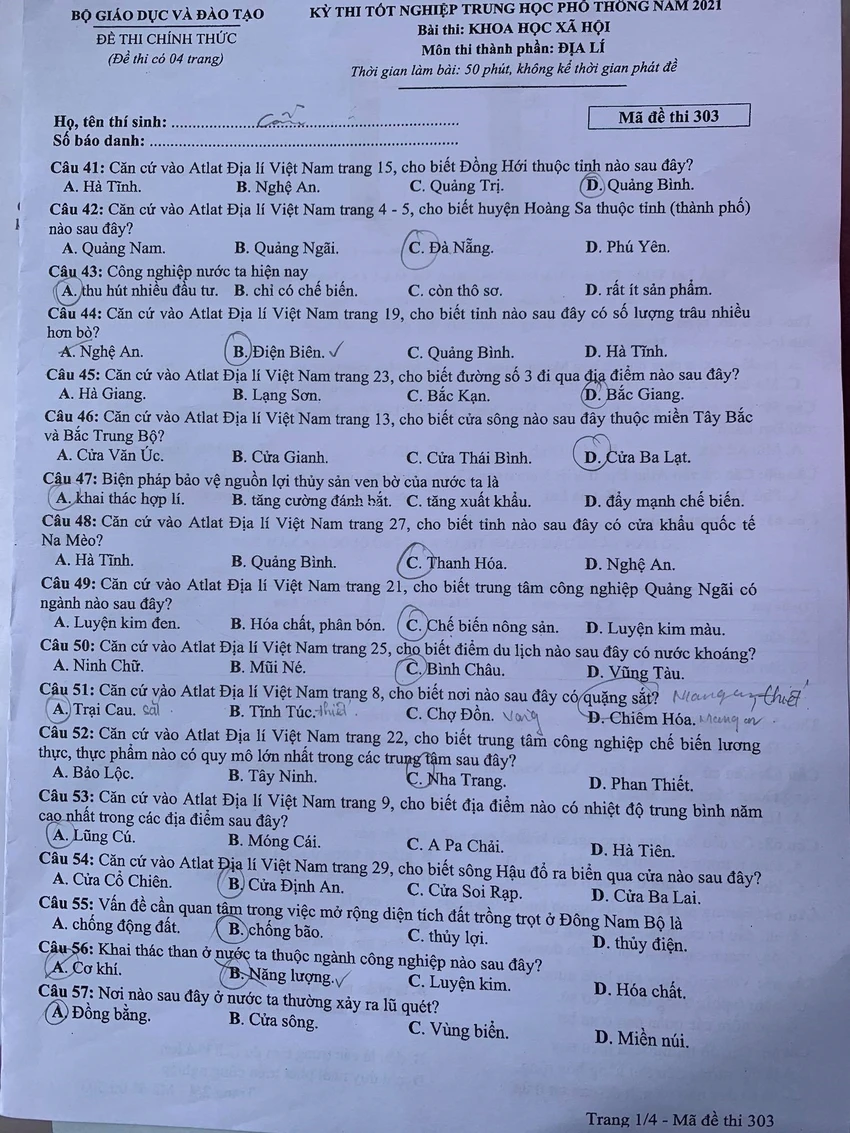 BỘ GIÁO DỤC VÀ ĐÀO TẠO
ĐỀ THI CHÍNH THỨC
(Đề thi có 04 trang)
KỲ THI TỐT NGHIỆP TRUNG HỌC PHỔ THÔNG NĂM 2021
Bài thi: KHOA HỌC XÃ HỘI
Môn thi thành phần: ĐỊA LÍ
Thời gian làm bài: 50 phút, không kể thời gian phát đề
Họ, tên thí sinh:
Số báo danh:
Mã đề thi 303
Câu 41: Căn cứ vào Atlat Địa lí Việt Nam trang 15, cho biết Đồng Hới thuộc tỉnh nào sau đây?
A. Hà Tĩnh. B. Nghệ An. C. Quảng Trị. D. Quảng Bình.
Câu 42: Căn cứ vào Atlat Địa lí Việt Nam trang 4 - 5, cho biết huyện Hoàng Sa thuộc tỉnh (thành phố)
nào sau đây?
A. Quảng Nam. B. Quảng Ngãi. C. Đà Nẵng. D. Phú Yên.
Câu 43: Công nghiệp nước ta hiện nay
A. thu hút nhiều đầu tư. B. chỉ có chế biến. C. còn thô sơ. D. rất ít sản phẩm.
Câu 44: Căn cứ vào Atlat Địa lí Việt Nam trang 19, cho biết tỉnh nào sau đây có số lượng trâu nhiều
hơn bò?
A. Nghệ An. B. Điện Biên. C. Quảng Bình. D. Hà Tĩnh.
Câu 45: Căn cứ vào Atlat Địa lí Việt Nam trang 23, cho biết đường số 3 đi qua địa điểm nào sau đây?
A. Hà Giang. B. Lạng Sơn. C. Bắc Kạn. D. Bắc Giang.
Câu 46: Căn cứ vào Atlat Địa lí Việt Nam trang 13, cho biết cửa sông nào sau đây thuộc miền Tây Bắc
và Bắc Trung Bộ?
A. Cửa Văn Úc. B. Cửa Gianh. C. Cửa Thái Bình. D. Cửa Ba Lạt.
Câu 47: Biện pháp bảo vệ nguồn lợi thủy sản ven bờ của nước ta là
A. khai thác hợp lí. B. tăng cường đánh bắt. C. tăng xuất khẩu. D. đẩy mạnh chế biến.
Câu 48: Căn cứ vào Atlat Địa lí Việt Nam trang 27, cho biết tỉnh nào sau đây có cửa khẩu quốc tế
Na Mèo?
A. Hà Tĩnh. B. Quảng Bình. C. Thanh Hóa. D. Nghệ An.
Câu 49: Căn cứ vào Atlat Địa lí Việt Nam trang 21, cho biết trung tâm công nghiệp Quảng Ngãi có
ngành nào sau đây?
A. Luyện kim đen. B. Hóa chất, phân bón. C. Chế biến nông sản. D. Luyện kim màu.
Câu 50: Căn cứ vào Atlat Địa lí Việt Nam trang 25, cho biết điểm du lịch nào sau đây có nước khoáng?
A. Ninh Chữ. B. Mũi Né. C. Bình Châu. D. Vũng Tàu.
Câu 51: Căn cứ vào Atlat Địa lí Việt Nam trang 8, cho biết nơi nào sau đây có quặng sắt?
A. Trại Cau. sắt B. Tĩnh Túc. thiếc C. Chợ Đồn. vàng D. Chiêm Hóa.
Câu 52: Căn cứ vào Atlat Địa lí Việt Nam trang 22, cho biết trung tâm công nghiệp chế biến lương
thực, thực phẩm nào có quy mô lớn nhất trong các trung tâm sau đây?
A. Bảo Lộc. B. Tây Ninh. C. Nha Trang. D. Phan Thiết.
Câu 53: Căn cứ vào Atlat Địa lí Việt Nam trang 9, cho biết địa điểm nào có nhiệt độ trung bình năm
cao nhất trong các địa điểm sau đây?
A. Lũng Cú. B. Móng Cái. C. A Pa Chải. D. Hà Tiên.
Câu 54: Căn cứ vào Atlat Địa lí Việt Nam trang 29, cho biết sông Hậu đổ ra biển qua cửa nào sau đây?
A. Cửa Cổ Chiên. B. Cửa Định An. C. Cửa Soi Rạp. D. Cửa Ba Lai.
Câu 55: Vấn đề cần quan tâm trong việc mở rộng diện tích đất trồng trọt ở Đông Nam Bộ là
A. chống động đất. B. chống bão. C. thủy lợi. D. thủy điện.
Câu 56: Khai thác than ở nước ta thuộc ngành công nghiệp nào sau đây?
A. Cơ khí. B. Năng lượng. C. Luyện kim. D. Hóa chất.
Câu 57: Nơi nào sau đây ở nước ta thường xảy ra lũ quét?
A. Đồng bằng. B. Cửa sông. C. Vùng biển. D. Miền núi.
Trang 1/4 - Mã đề thi 303